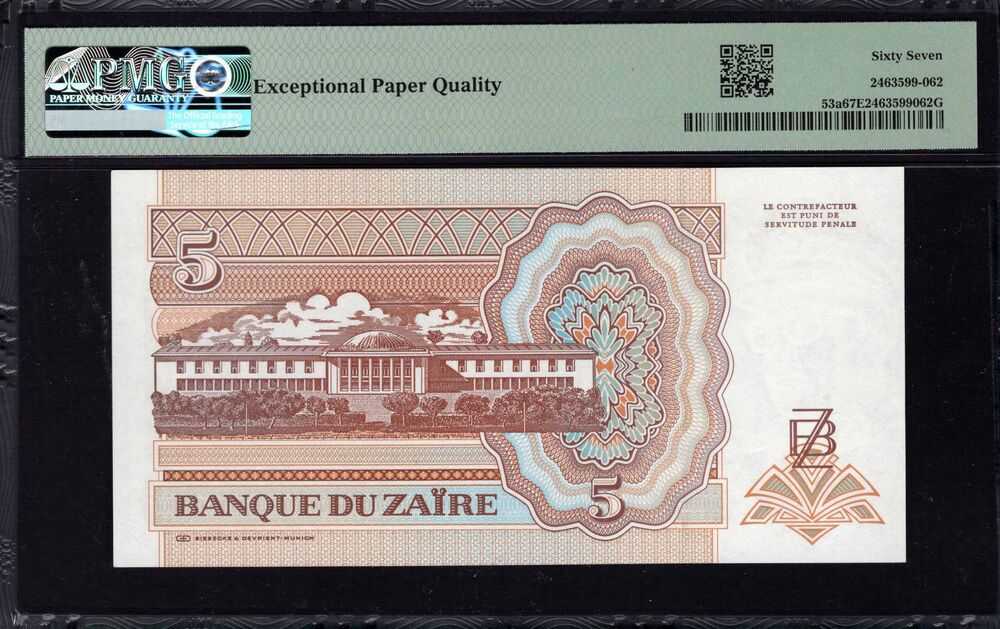 PMG
PAPER MONEY GUARANTY
The Official Grading
Service of the ANA
Exceptional Paper Quality
Sixty Seven
2463599-062
53a67E2463599062G
LE CONTREFACTEUR
EST PUNI DE
SERVITUDE PENALE
5
BZ
BANQUE DU ZAÏRE
5
GIESECKE & DEVRIENT·MUNICH